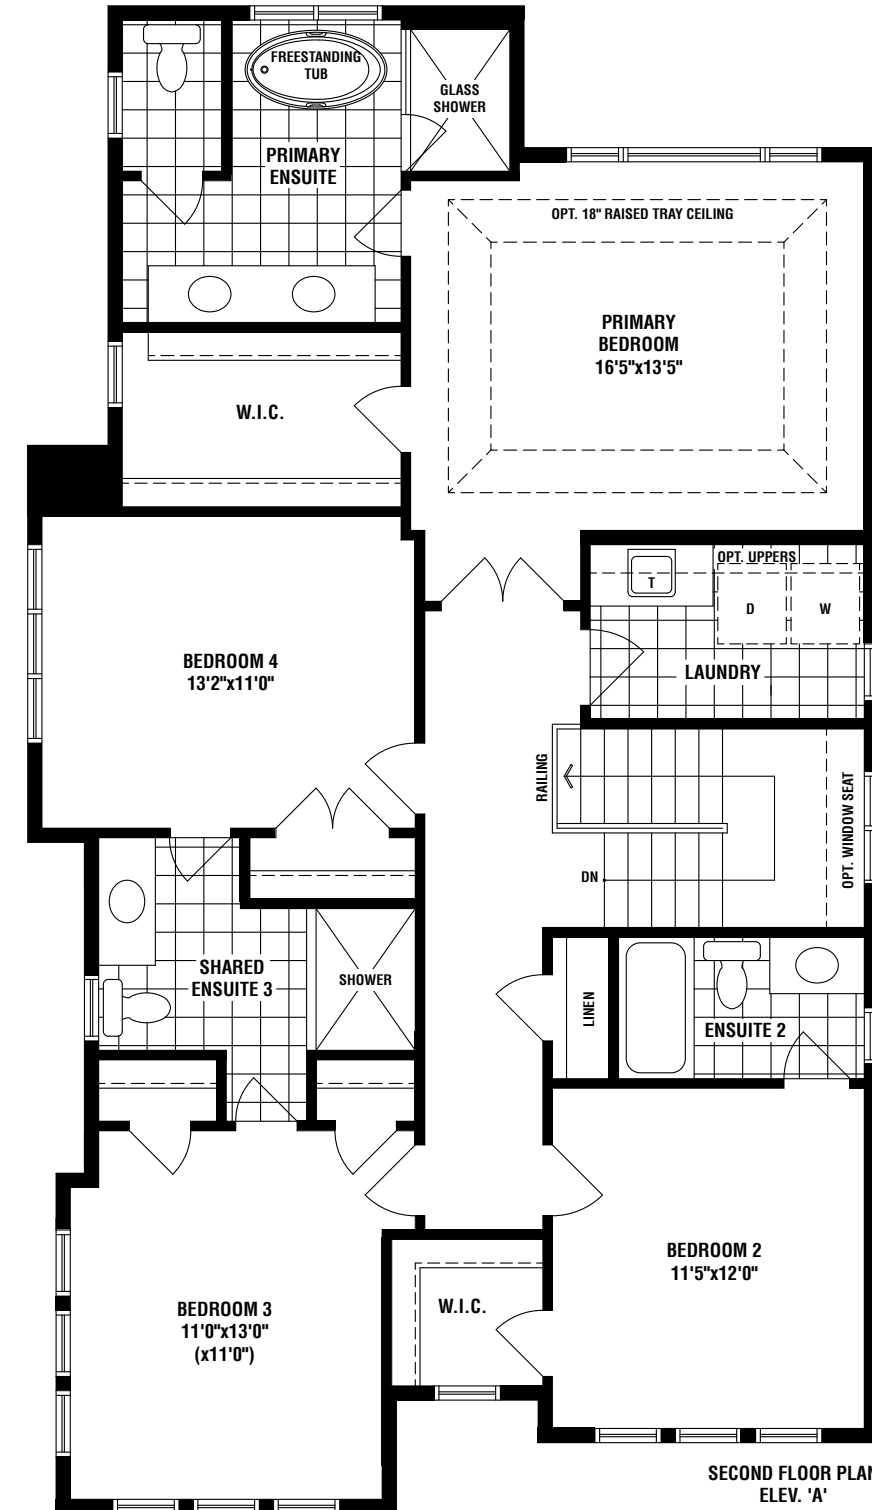 FREESTANDING
TUB
GLASS
SHOWER
PRIMARY
ENSUITE
OPT. 18" RAISED TRAY CEILING
PRIMARY
BEDROOM
16'5"x13'5"
W.I.C.
OPT. UPPERS
T
D
W
LAUNDRY
BEDROOM 4
13'2"x11'0"
RAILING
OPT. WINDOW SEAT
DN
SHARED
ENSUITE 3
SHOWER
LINEN
ENSUITE 2
BEDROOM 2
11'5"x12'0"
W.I.C.
BEDROOM 3
11'0"x13'0"
(x11'0")
SECOND FLOOR PLAN
ELEV. 'A'